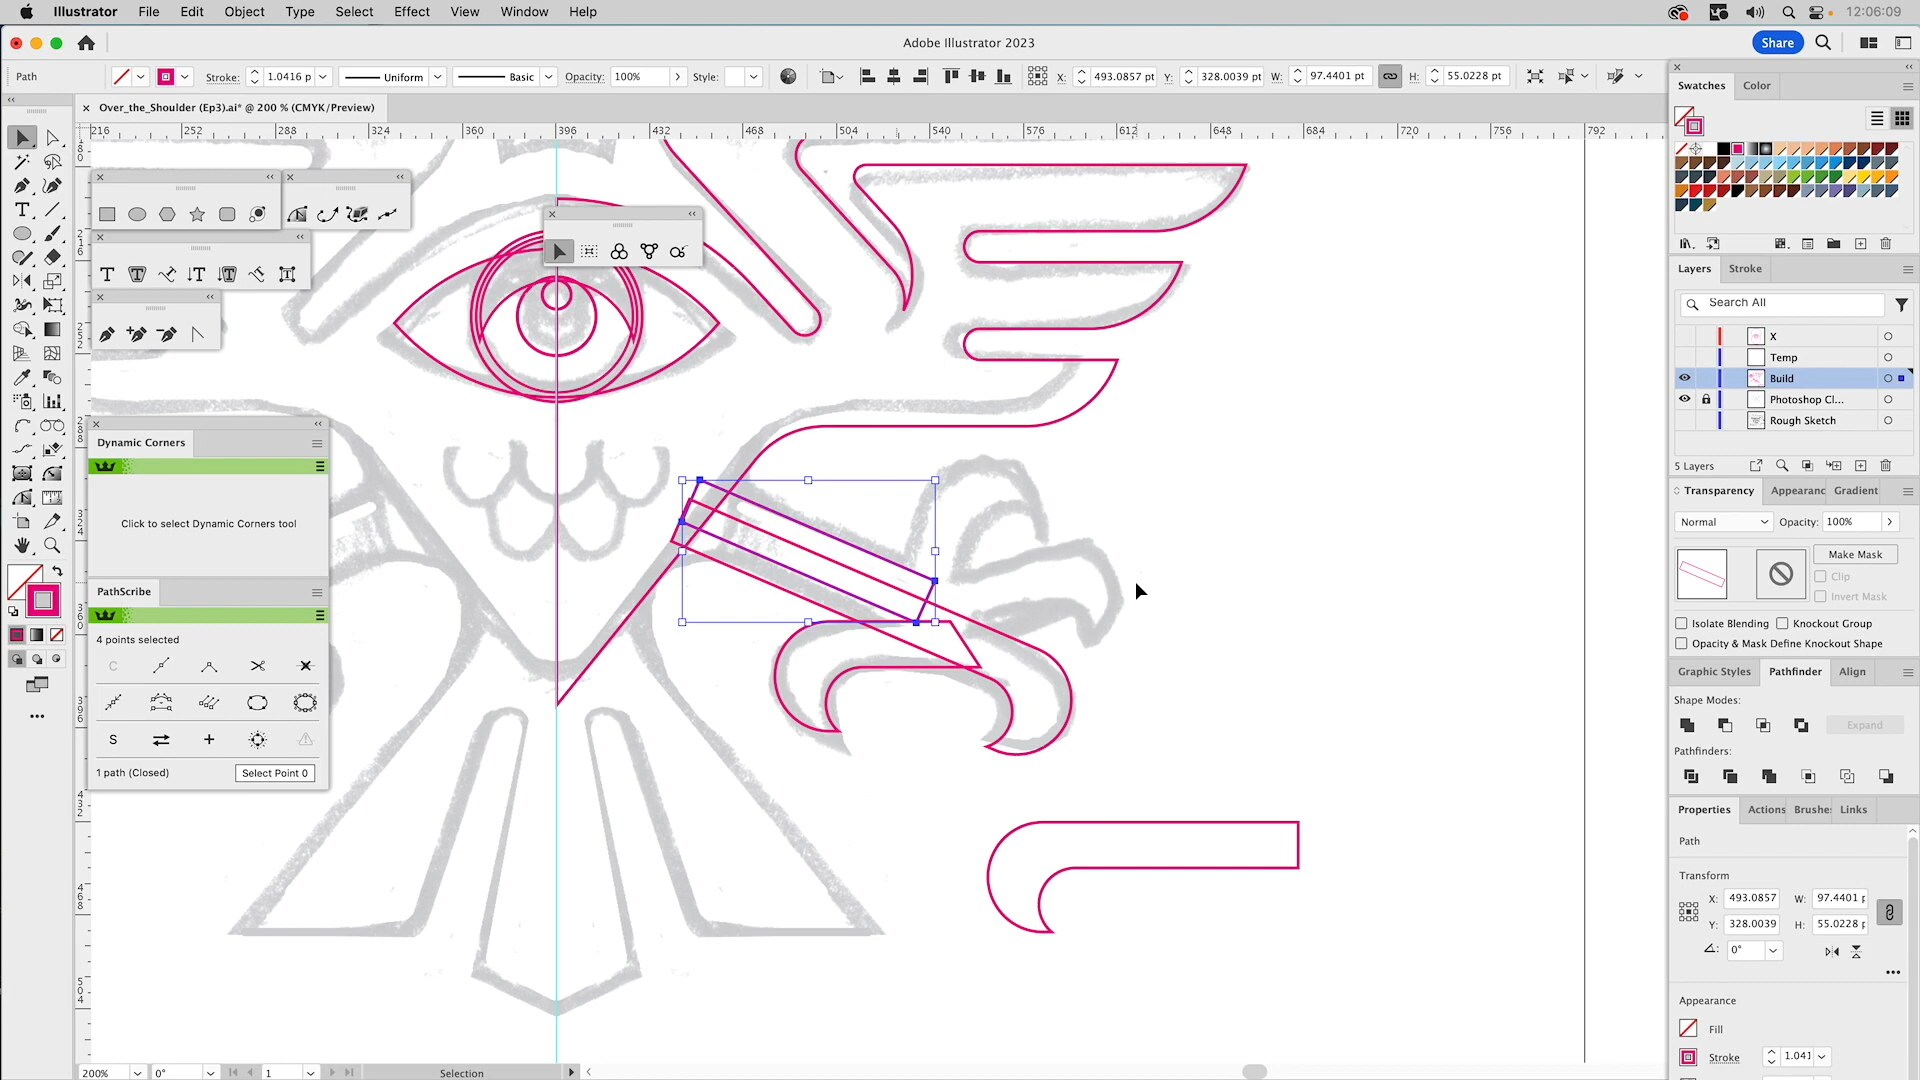 Illustrator File Edit Object Type Select Effect View Window Help 12:06:09
Adobe Illustrator 2023 Share
Path Stroke: 1.0416 p Uniform Basic Opacity: 100% Style: X: 493.0857 pt Y: 328.0039 pt W: 97.4401 pt H: 55.0228 pt
Over_the_Shoulder (Ep3).ai* @ 200 % (CMYK/Preview)
216 252 288 324 360 396 432 468 504 540 576 612 648 684 720 756 792
Swatches Color
Layers Stroke
Search All
X
Temp
Build
Photoshop Cl...
Rough Sketch
5 Layers
Transparency Appearanc Gradient
Normal Opacity: 100%
Make Mask
Clip
Invert Mask
Isolate Blending Knockout Group
Opacity & Mask Define Knockout Shape
Graphic Styles Pathfinder Align
Shape Modes:
Expand
Pathfinders:
Properties Actions Brushe: Links
Path
Transform
X: 493.0857 W: 97.4401 p
Y: 328.0039 H: 55.0228 p
0°
Appearance
Fill
Stroke 1.041
Dynamic Corners
Click to select Dynamic Corners tool
PathScribe
4 points selected
1 path (Closed) Select Point 0
200% 0° 1 Selection